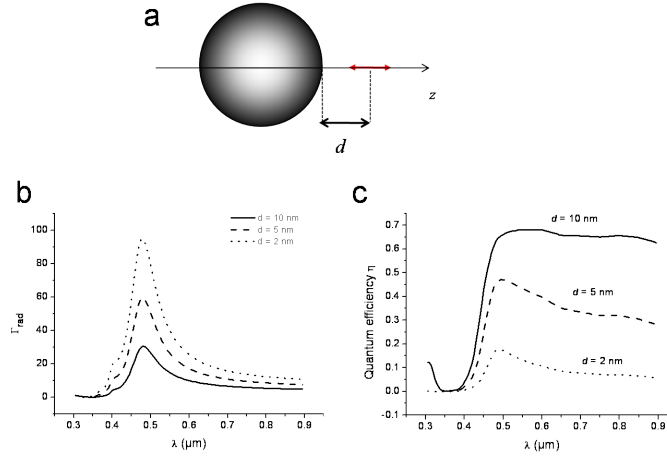 a
z
d
b
c
d = 10 nm
d = 5 nm
d = 2 nm
Γrad
100
80
60
40
20
0
0.3 0.4 0.5 0.6 0.7 0.8 0.9
λ (µm)
d = 10 nm
d = 5 nm
d = 2 nm
Quantum efficiency η
0.7
0.6
0.5
0.4
0.3
0.2
0.1
0.0
-0.1
0.3 0.4 0.5 0.6 0.7 0.8 0.9
λ (µm)